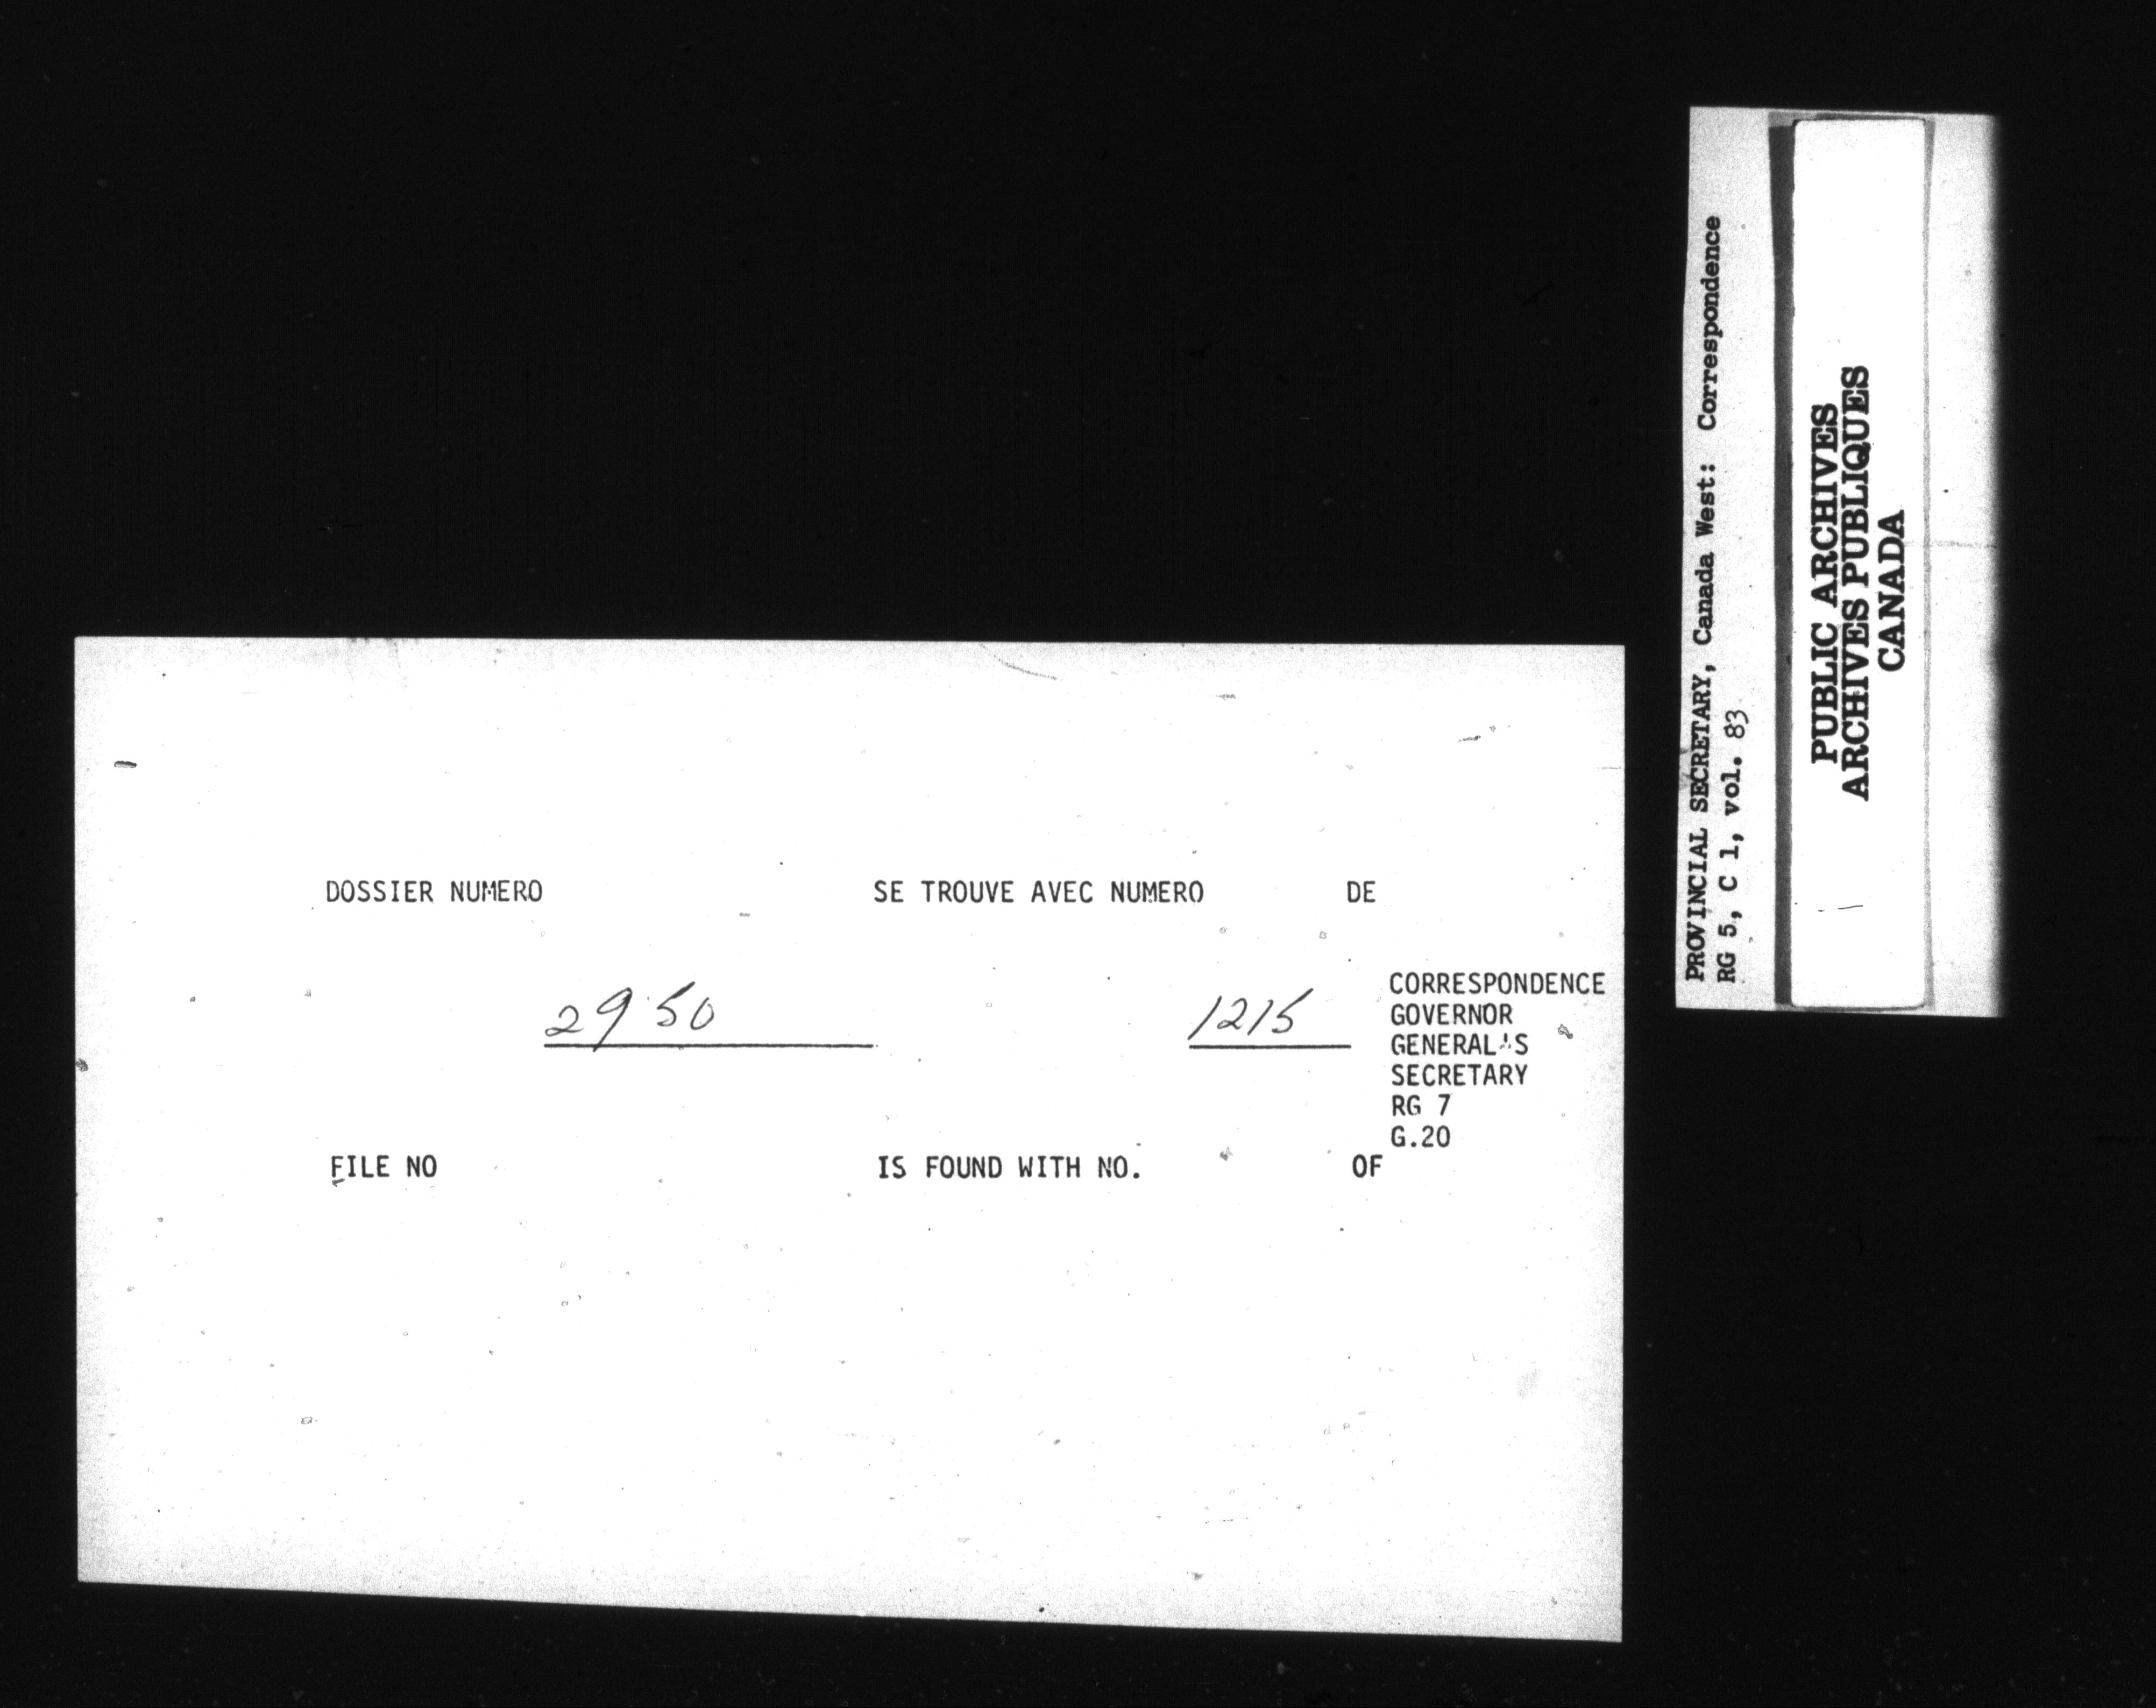 DOSSIER NUMERO SE TROUVE AVEC NUMERO DE
2950 1215
CORRESPONDENCE
GOVERNOR
GENERAL'S
SECRETARY
RG 7
G.20
FILE NO IS FOUND WITH NO. OF
PROVINCIAL SECRETARY, Canada West: Correspondence
RG 5, C 1, vol. 83
PUBLIC ARCHIVES
ARCHIVES PUBLIQUES
CANADA